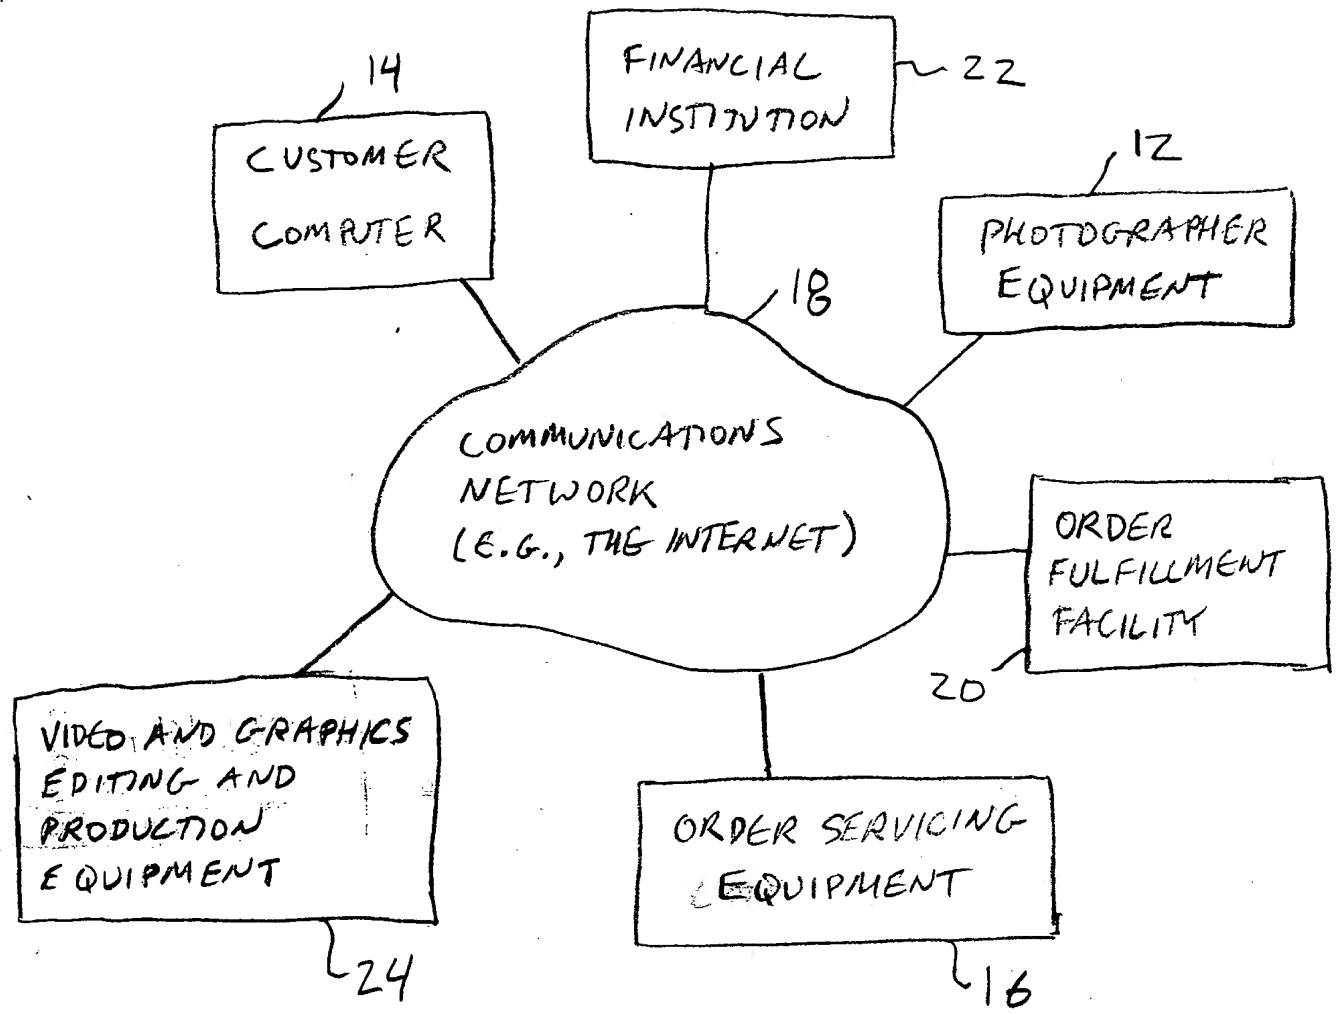 14
CUSTOMER
COMPUTER
FINANCIAL
INSTITUTION
22
12
PHOTOGRAPHER
EQUIPMENT
18
COMMUNICATIONS
NETWORK
(E.G., THE INTERNET)
ORDER
FULFILLMENT
FACILITY
20
VIDEO AND GRAPHICS
EDITING AND
PRODUCTION
EQUIPMENT
24
ORDER SERVICING
EQUIPMENT
16